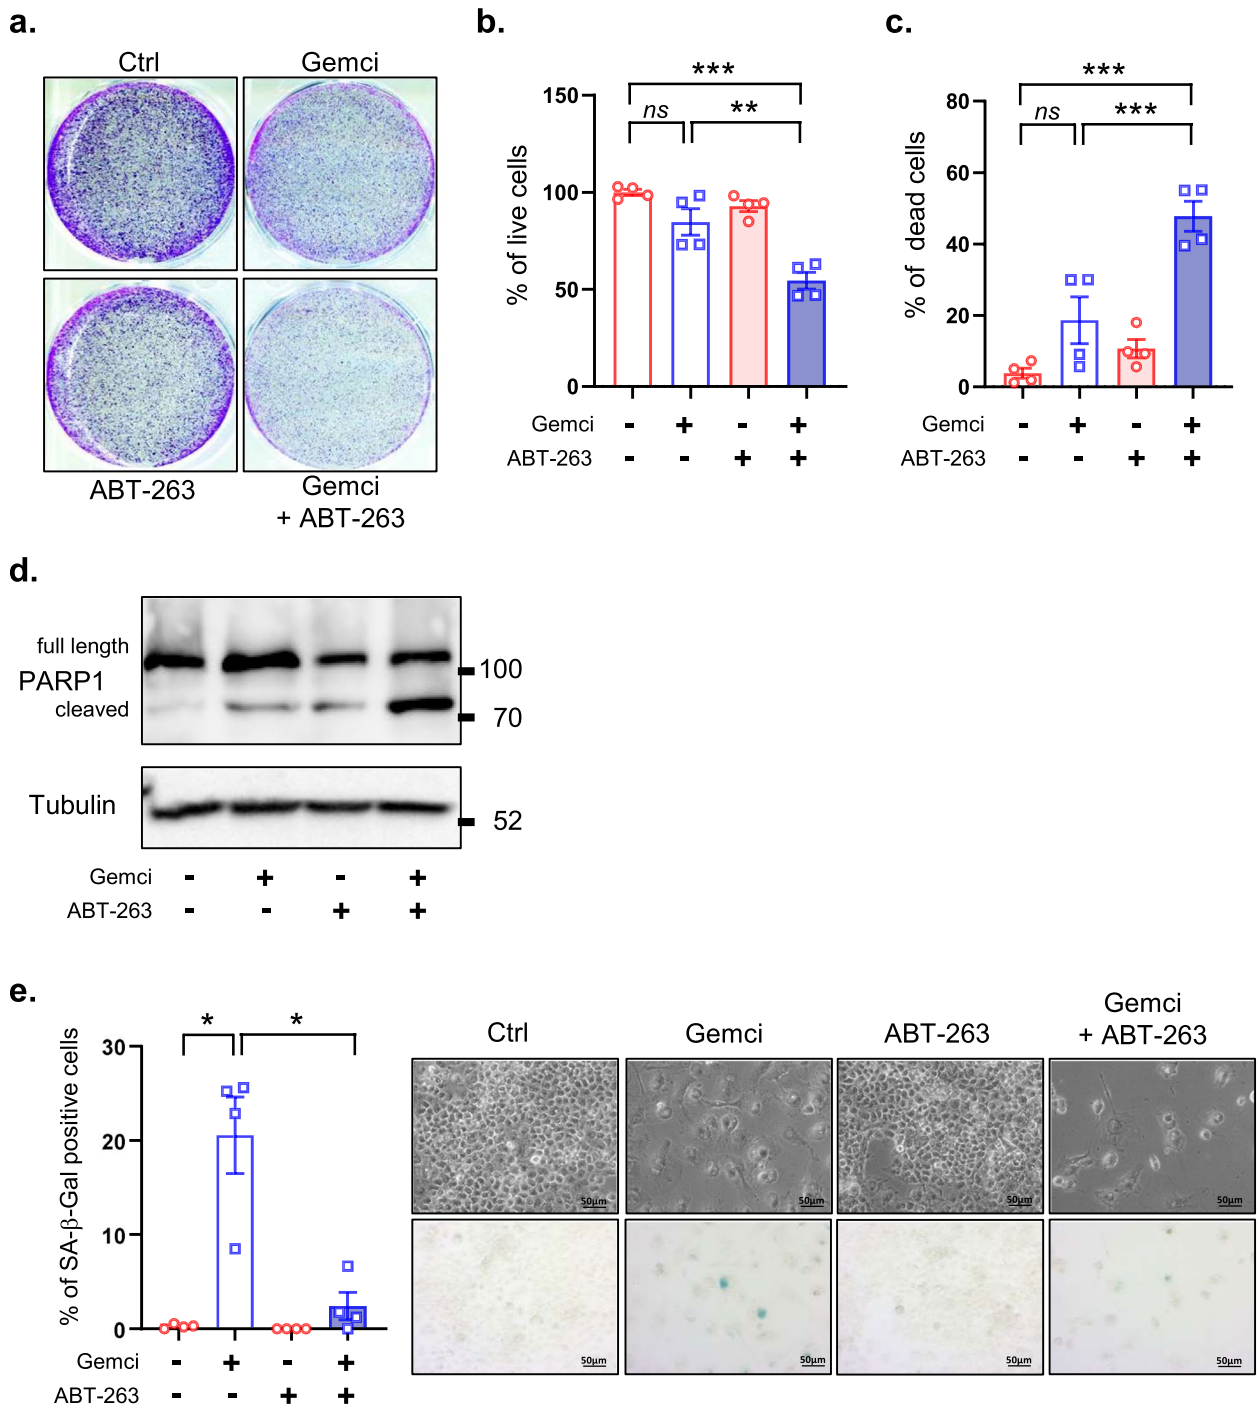 a.
Ctrl
Gemci
ABT-263
Gemci
+ ABT-263
b.
% of live cells
150
100
50
0
***
ns
**
Gemci - + - +
ABT-263 - - + +
c.
% of dead cells
80
60
40
20
0
***
ns
***
Gemci - + - +
ABT-263 - - + +
d.
full length
PARP1
cleaved
100
70
Tubulin
52
Gemci - + - +
ABT-263 - - + +
e.
% of SA-β-Gal positive cells
30
20
10
0
*
*
Gemci - + - +
ABT-263 - - + +
Ctrl
Gemci
ABT-263
Gemci
+ ABT-263
50µm
50µm
50µm
50µm
50µm
50µm
50µm
50µm